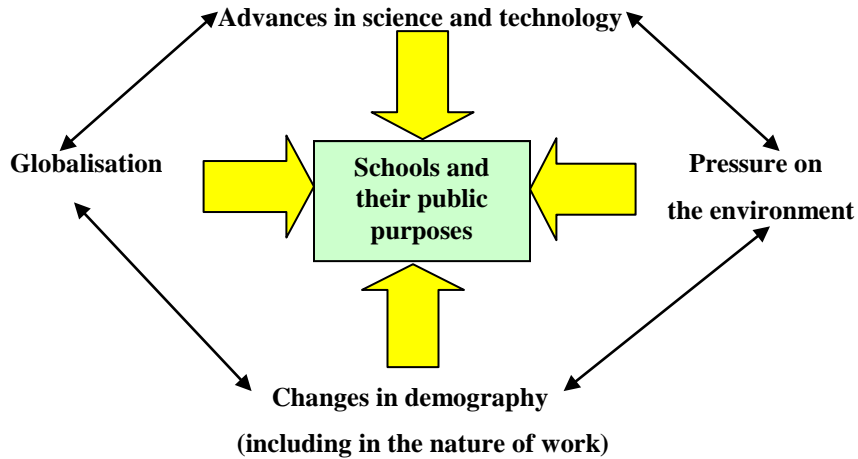 Advances in science and technology
Globalisation
Schools and
their public
purposes
Pressure on
the environment
Changes in demography
(including in the nature of work)